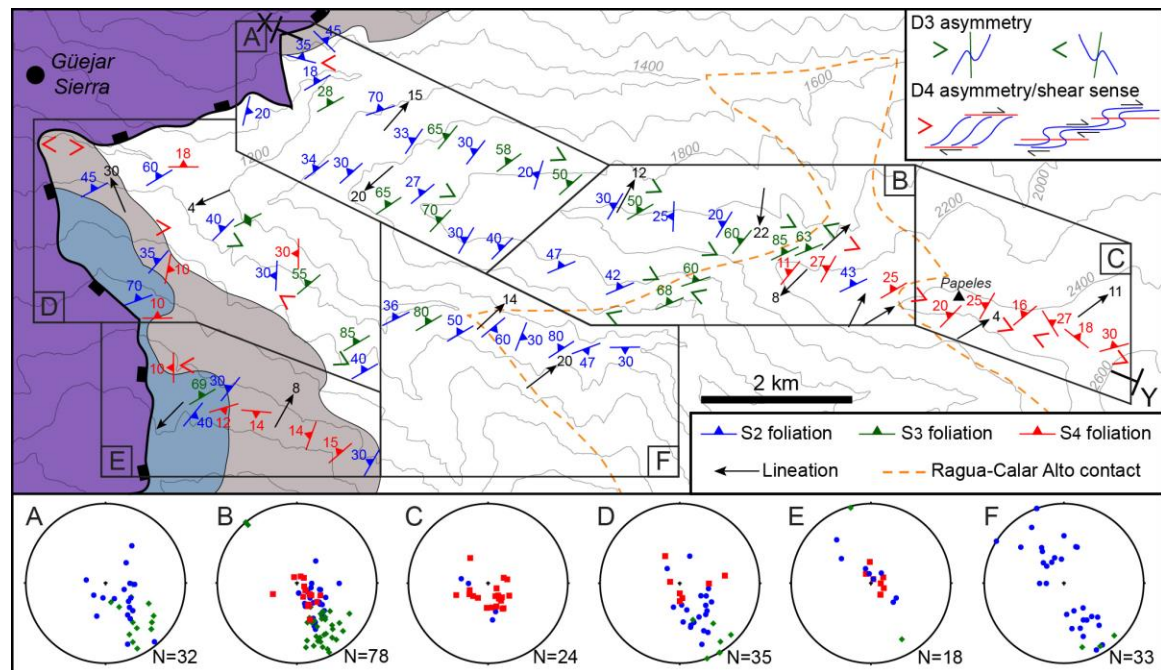 D3 asymmetry
D4 asymmetry/shear sense
Güejar
Sierra
X
A
45
35
18
28
20
70
15
1400
1600
65
33
30
58
34
30
20
50
1200
20
65
27
70
30
40
1800
12
30
50
25
20
60
22
85
63
B
2000
2200
47
42
60
68
11
27
8
43
25
Papeles
C
2400
20
25
4
16
27
18
30
11
2600
Y
30
45
60
18
4
40
30
30
55
35
10
70
10
D
85
40
36
80
50
14
60
30
80
20
47
30
2 km
10
69
30
40
12
14
8
14
15
30
E
F
S2 foliation
S3 foliation
S4 foliation
Lineation
Ragua-Calar Alto contact
A
N=32
B
N=78
C
N=24
D
N=35
E
N=18
F
N=33